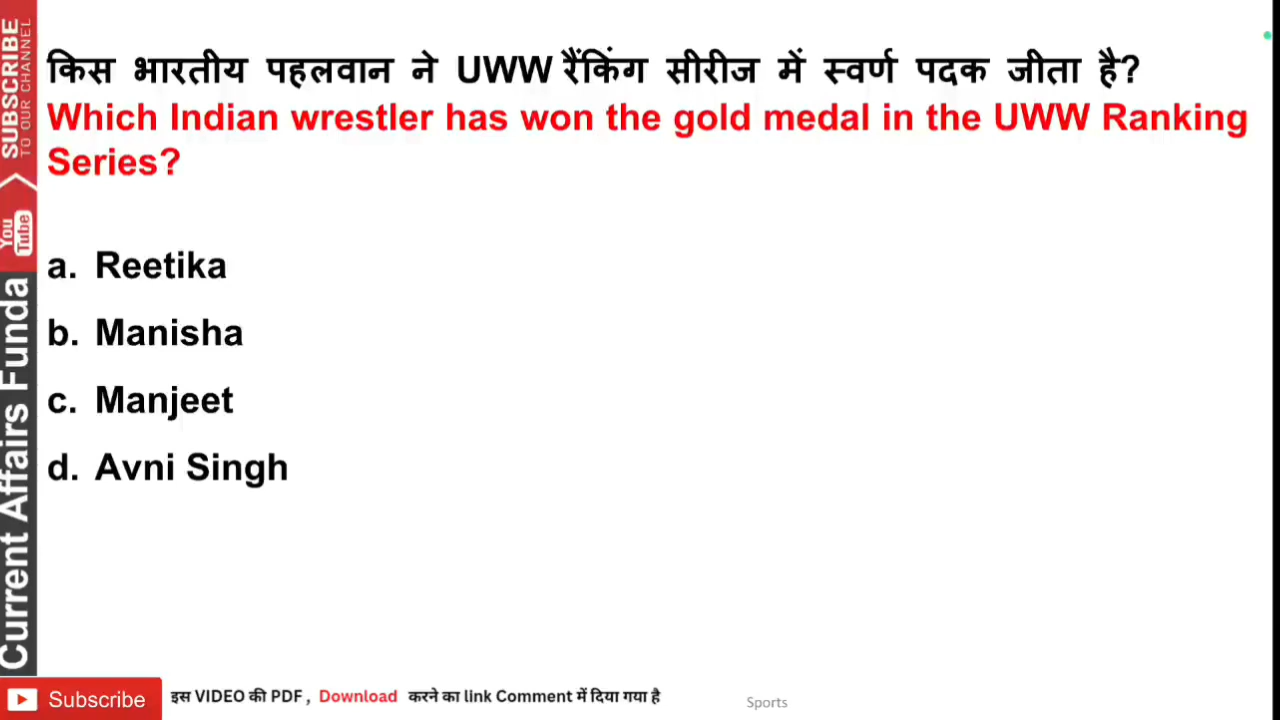 किस भारतीय पहलवान ने UWW रैंकिंग सीरीज में स्वर्ण पदक जीता है?
Which Indian wrestler has won the gold medal in the UWW Ranking
Series?
a. Reetika
b. Manisha
c. Manjeet
d. Avni Singh
SUBSCRIBE
TO OUR CHANNEL
You
Tube
Current Affairs Funda
Subscribe
इस VIDEO की PDF , Download करने का link Comment में दिया गया है
Sports